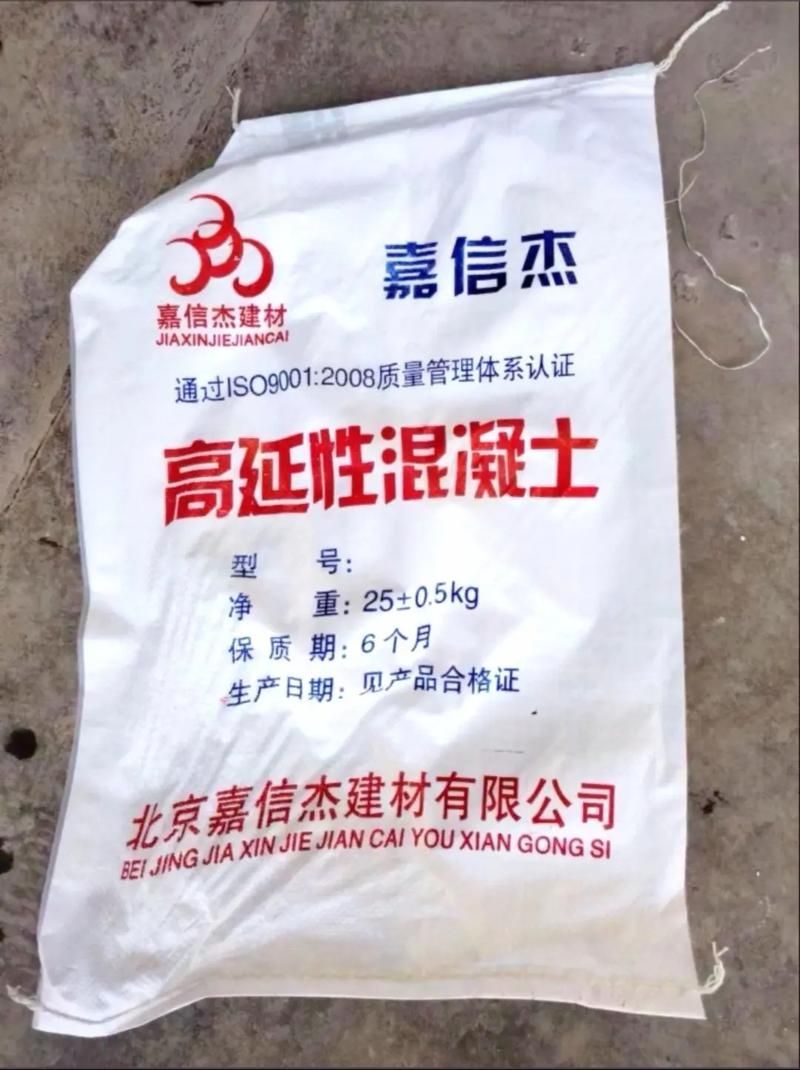 嘉信杰建材
JIAXINJIEJIANCAI
嘉信杰
通过ISO9001:2008质量管理体系认证
高延性混凝土
型 号:
净 重: 25±0.5kg
保质期: 6个月
生产日期: 见产品合格证
北京嘉信杰建材有限公司
BEI JING JIA XIN JIE JIAN CAI YOU XIAN GONG SI